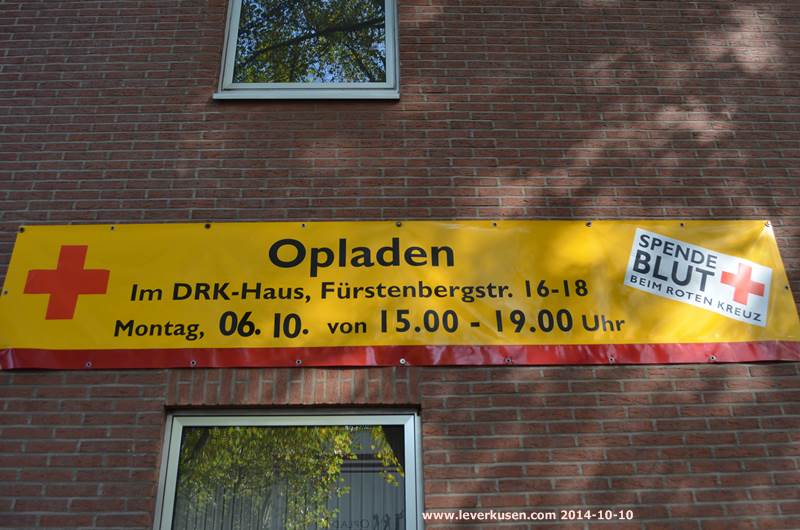 Opladen
Im DRK-Haus, Fürstenbergstr. 16-18
Montag, 06. 10. von 15.00 - 19.00 Uhr
SPENDE
BLUT
BEIM ROTEN KREUZ
www.leverkusen.com 2014-10-10